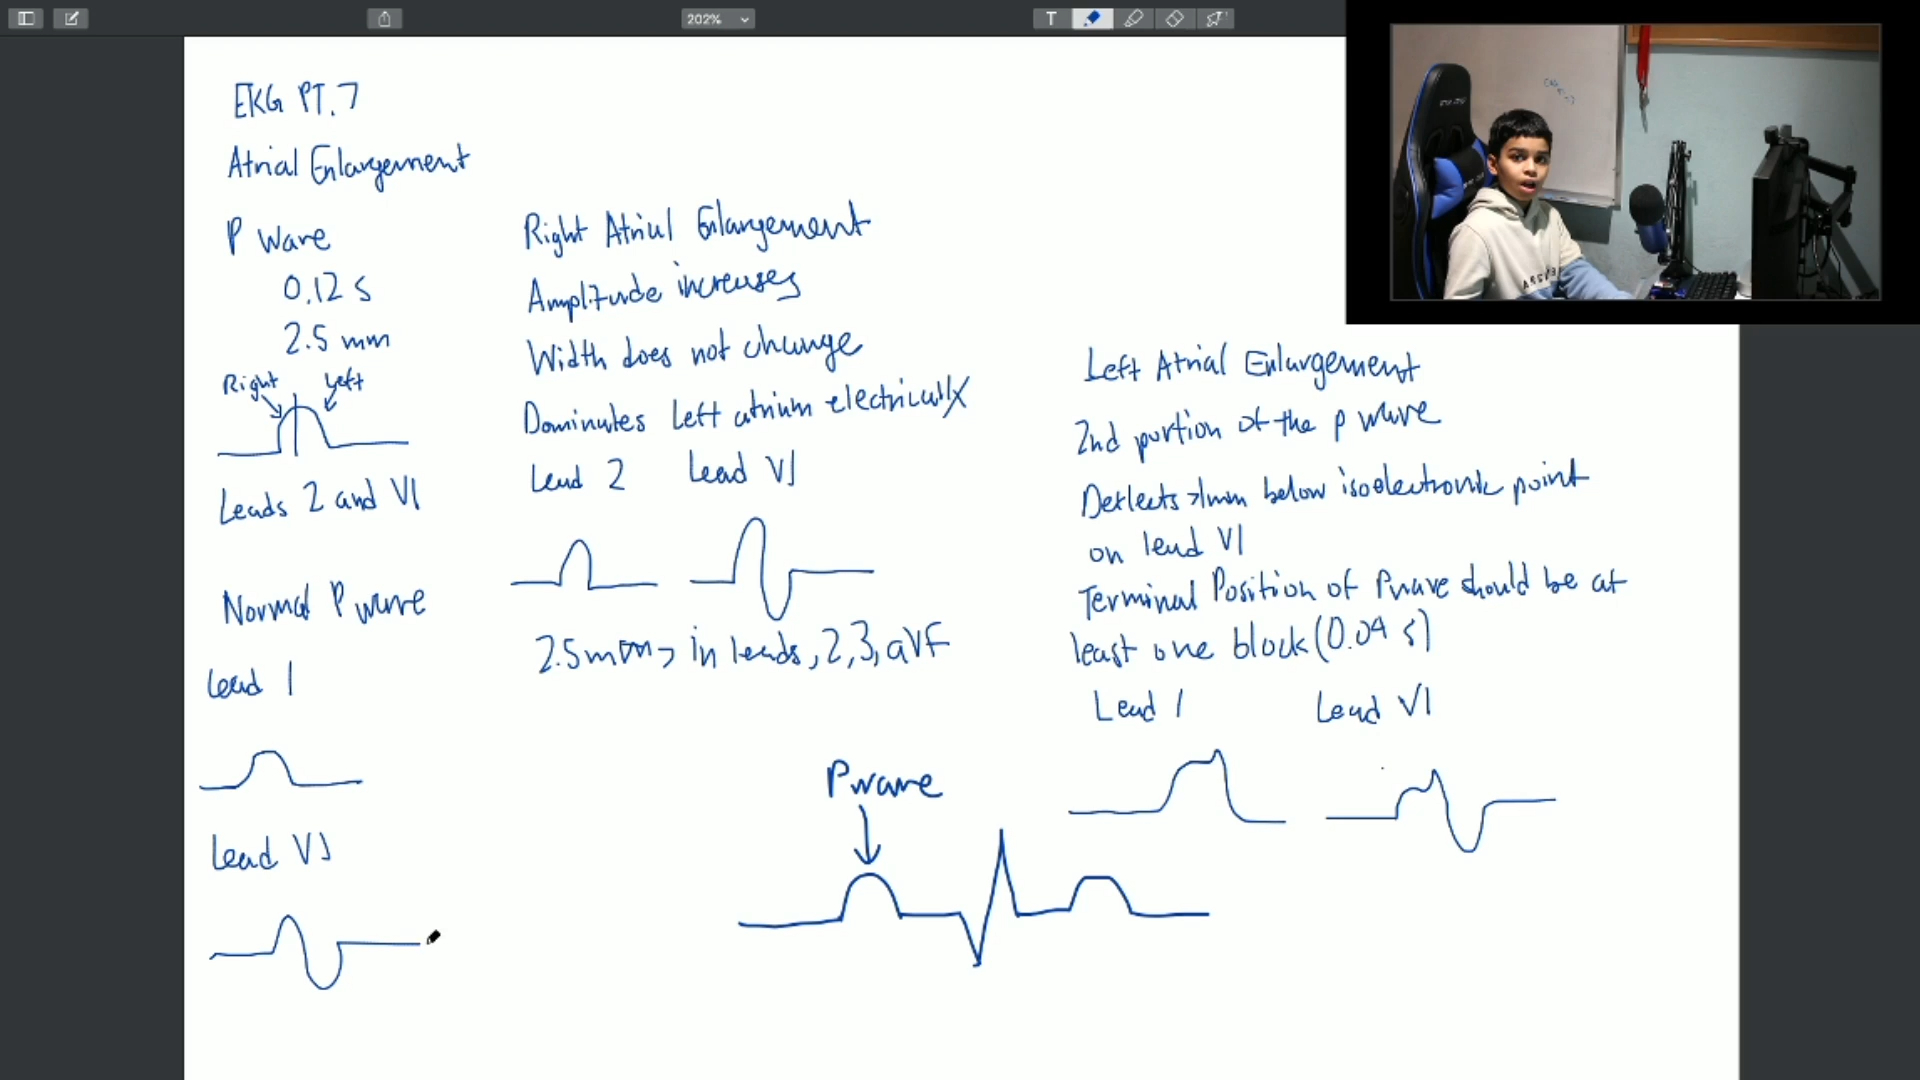 202%
T
EKG PT.7
Atrial Enlargement
P wave
0.12 s
2.5 mm
Right Left
Leads 2 and V1
Normal P wave
Lead 1
Lead V1
Right Atrial Enlargement
Amplitude increases
Width does not change
Dominates Left atrium electrically
Lead 2 Lead V1
2.5mm> in leads, 2, 3, aVF
P wave
Left Atrial Enlargement
2nd portion of the p wave
Deflects >1mm below isoelectronic point
on lead V1
Terminal Position of Pwave should be at
least one block (0.04 s)
Lead 1 Lead V1